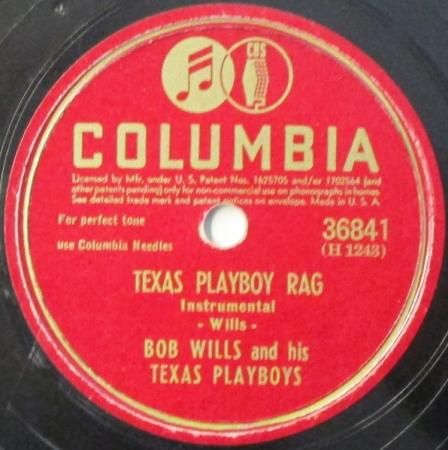 CBS
COLUMBIA
Licensed by Mfr. under U. S. Patent Nos. 1625705 and/or 1702564 (and
other patents pending) only for non-commercial use on phonographs in homes.
See detailed trade mark and patent notices on envelope. Made in U. S. A
For perfect tone
use Columbia Needles
36841
(H 1243)
TEXAS PLAYBOY RAG
Instrumental
- Wills -
BOB WILLS and his
TEXAS PLAYBOYS